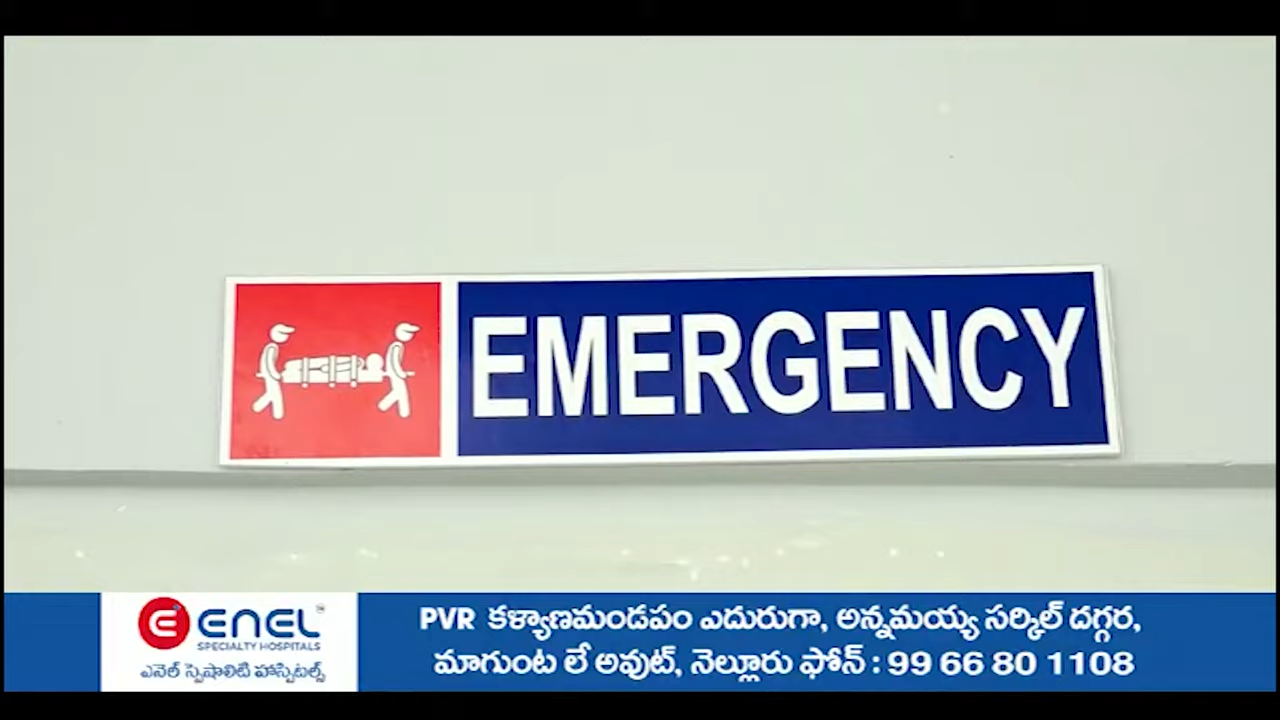 EMERGENCY
ENEL
SPECIALTY HOSPITALS
ఎనెల్ స్పెషాలిటి హాస్పిటల్స్
PVR కళ్యాణమండపం ఎదురుగా, అన్నమయ్య సర్కిల్ దగ్గర,
మాగుంట లే అవుట్, నెల్లూరు ఫోన్ : 99 66 80 1108